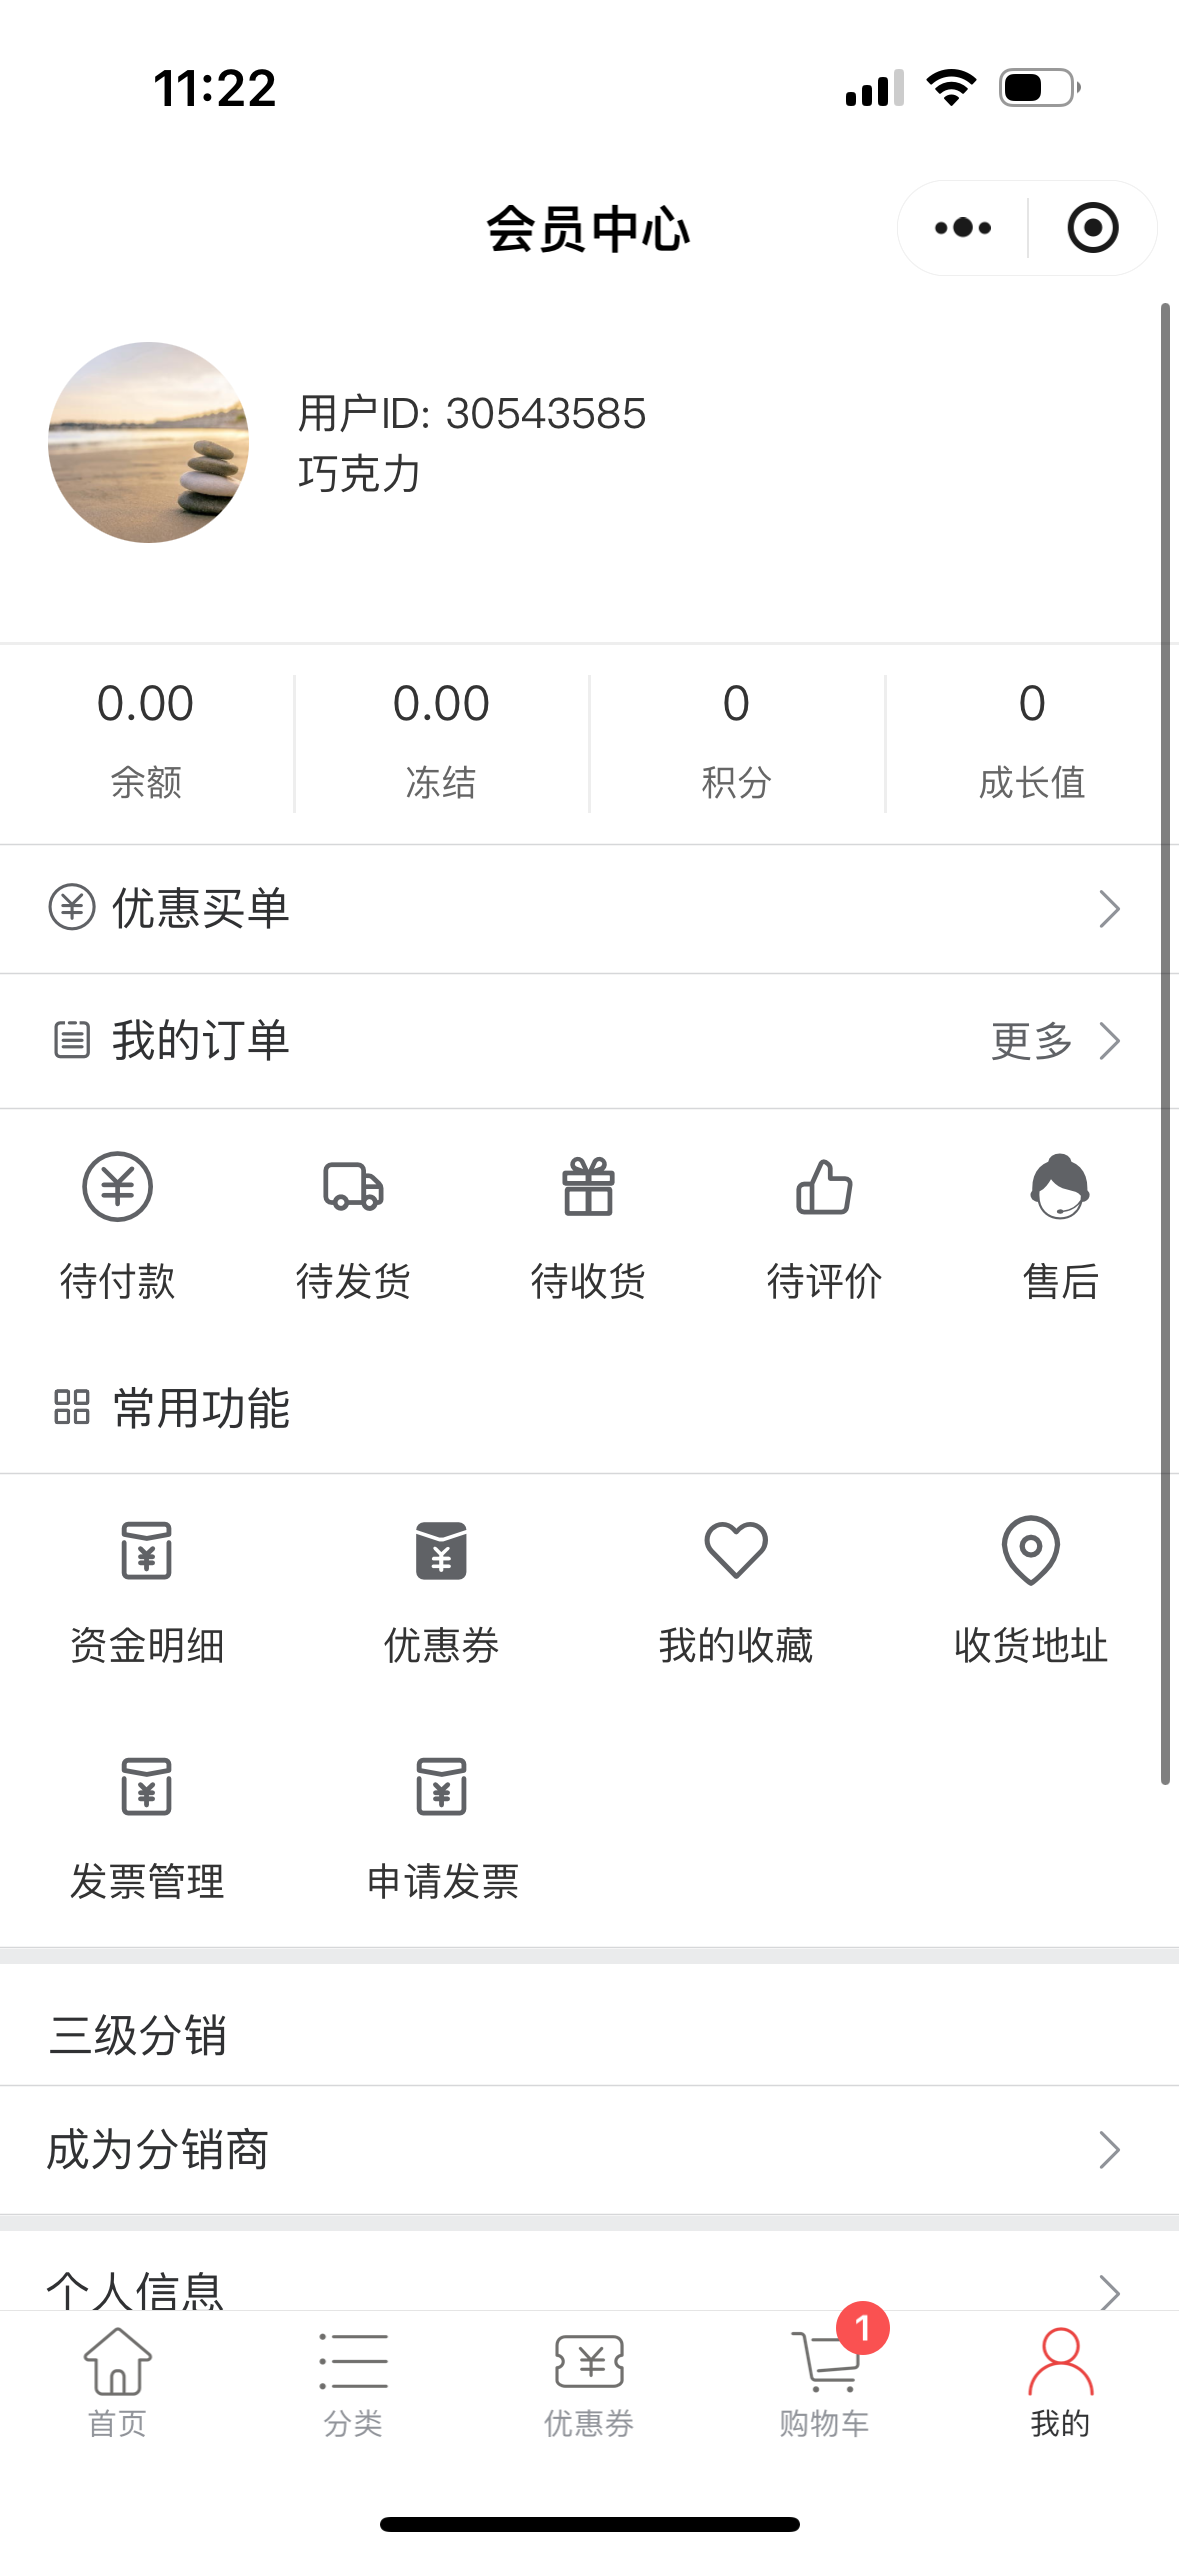 11:22
会员中心
用户ID: 30543585
巧克力
0.00 0.00 0 0
余额 冻结 积分 成长值
优惠买单
我的订单 更多
待付款 待发货 待收货 待评价 售后
常用功能
资金明细 优惠券 我的收藏 收货地址
发票管理 申请发票
三级分销
成为分销商
个人信息
1
首页 分类 优惠券 购物车 我的